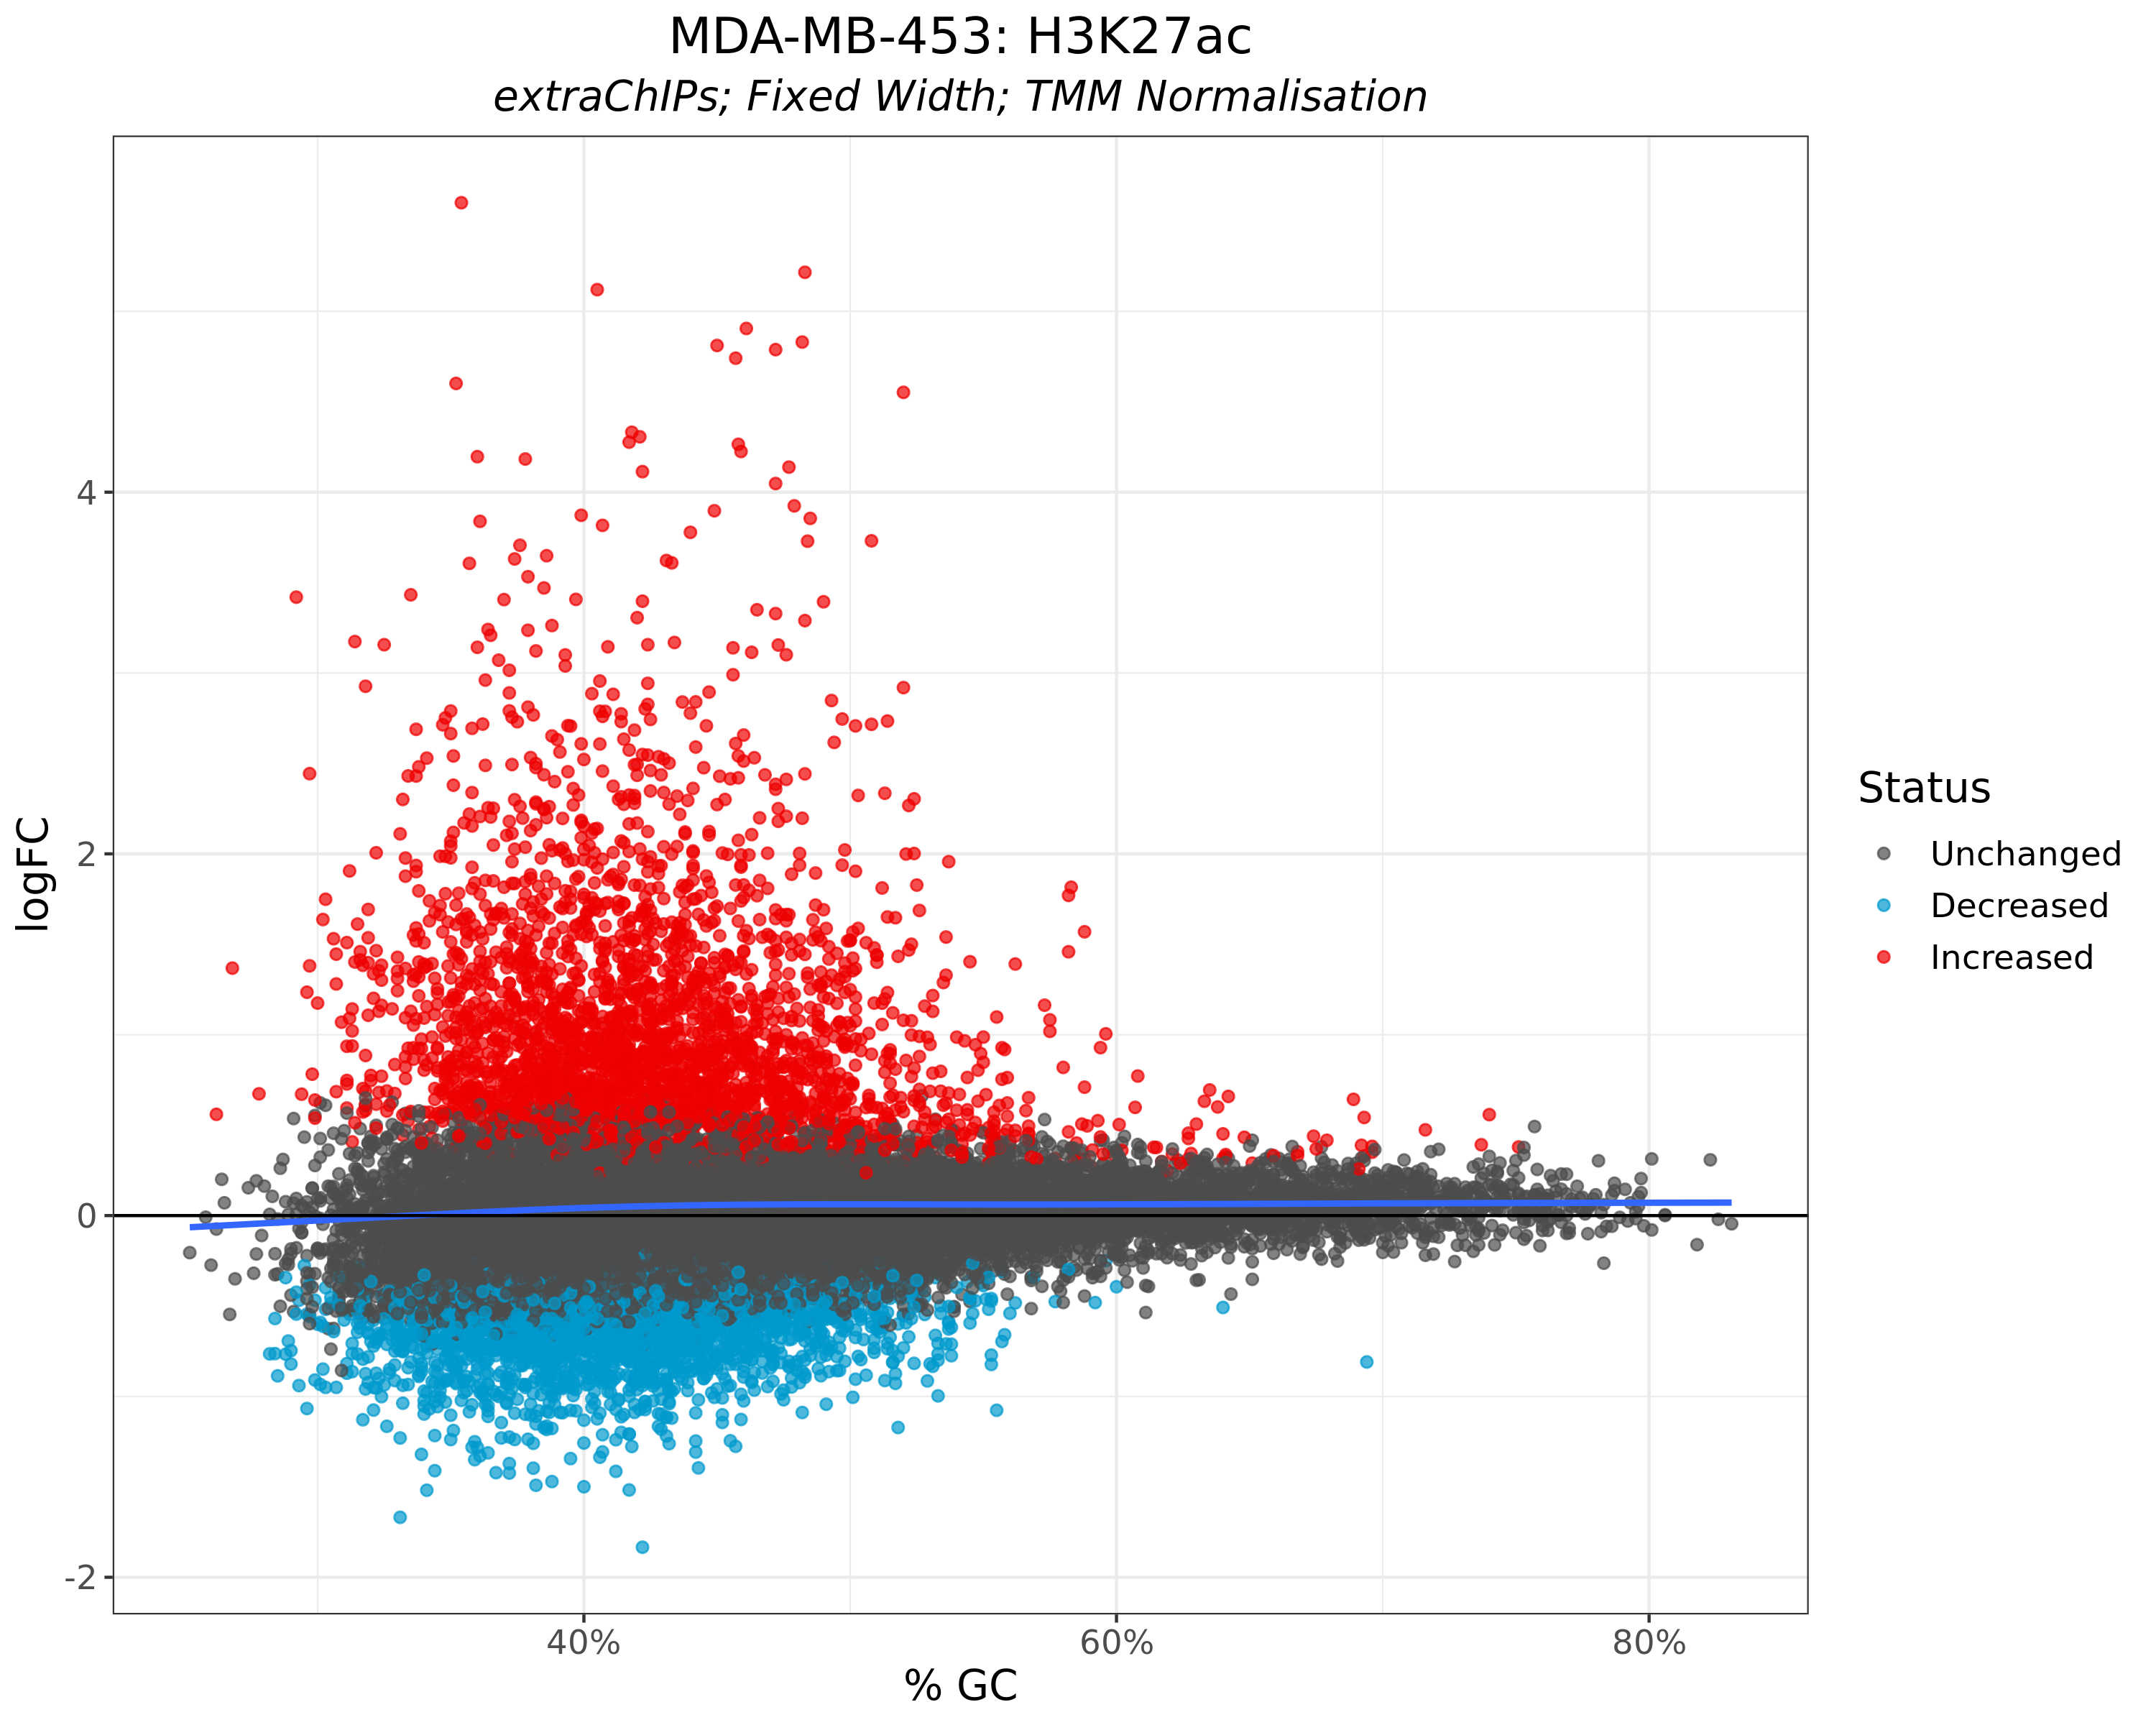 MDA-MB-453: H3K27ac
extraChIPs; Fixed Width; TMM Normalisation
logFC
4
2
0
-2
40%
60%
80%
% GC
Status
Unchanged
Decreased
Increased